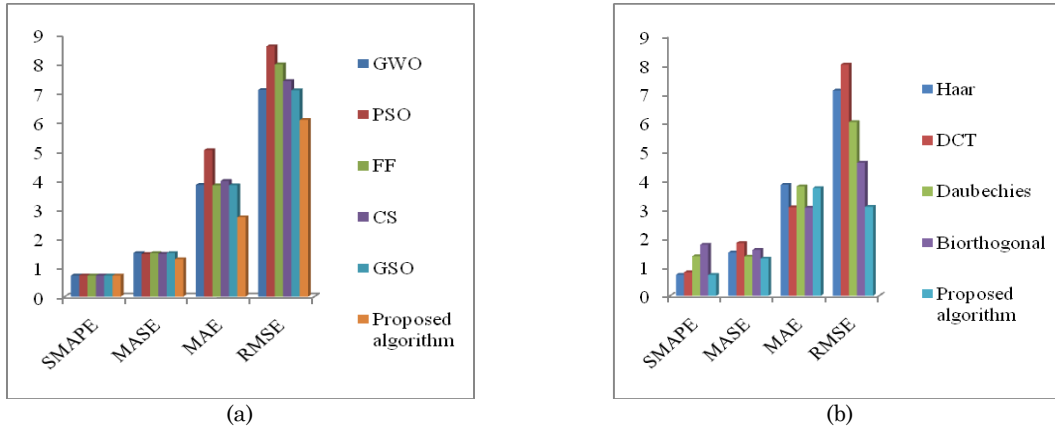 9
8
7
6
5
4
3
2
1
0
SMAPE
MASE
MAE
RMSE
GWO
PSO
FF
CS
GSO
Proposed
algorithm
(a)
9
8
7
6
5
4
3
2
1
0
SMAPE
MASE
MAE
RMSE
Haar
DCT
Daubechies
Biorthogonal
Proposed
algorithm
(b)